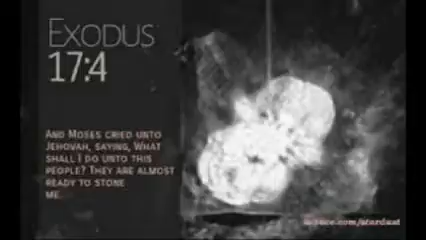 Exodus
17:4
And Moses cried unto
Jehovah, saying, What
shall I do unto this
people? They are almost
ready to stone
me.